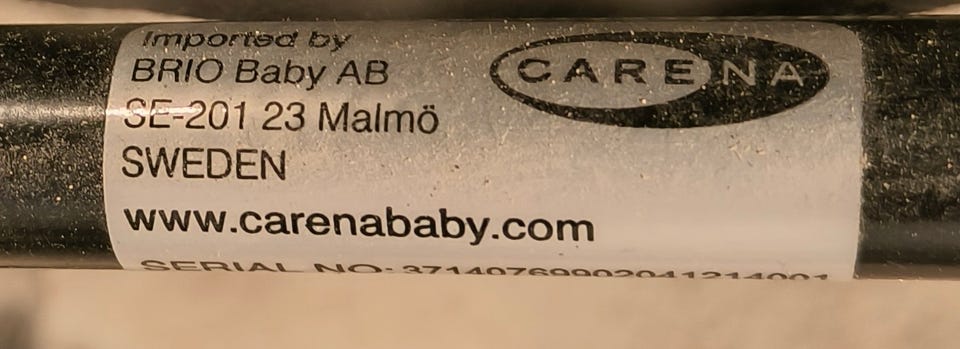 Imported by
BRIO Baby AB
SE-201 23 Malmö
SWEDEN
www.carenababy.com
SERIAL NO:
CARENA